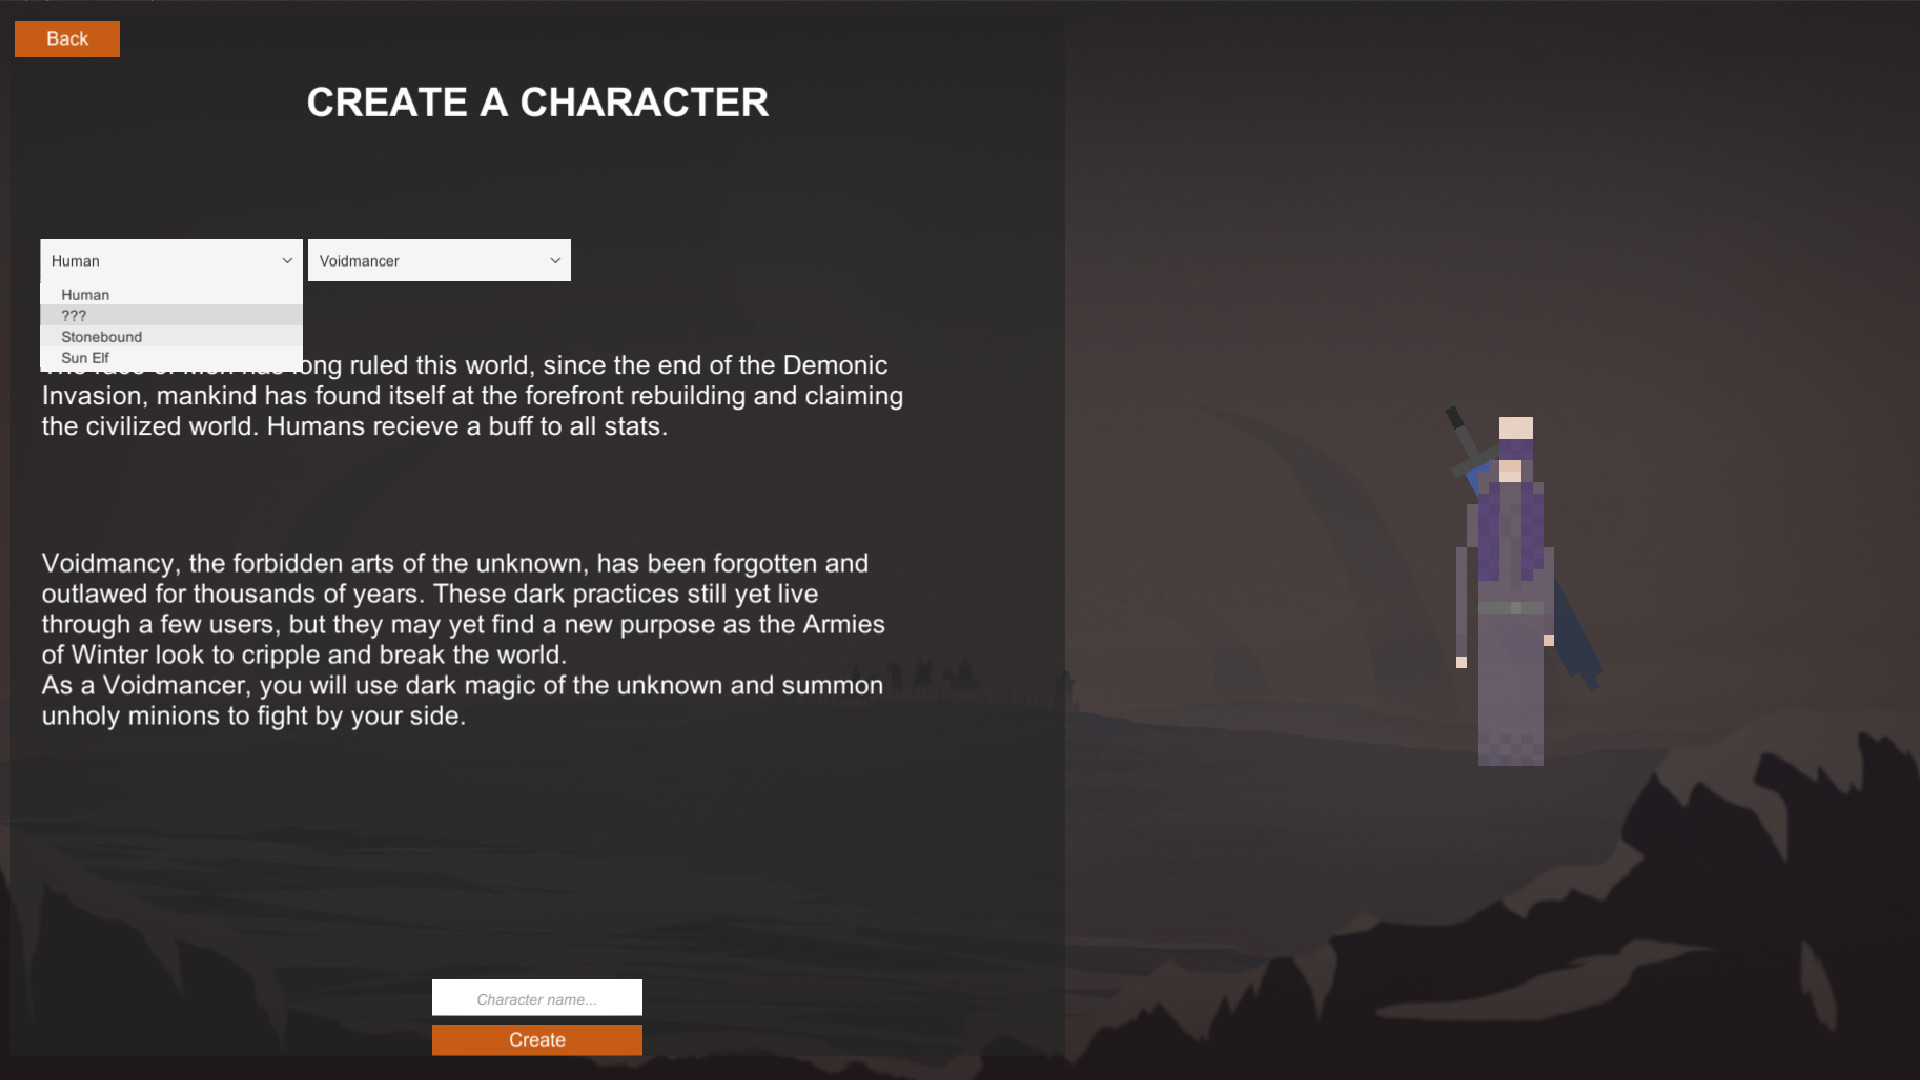 Back
CREATE A CHARACTER
Human
Voidmancer
Human
???
Stonebound
Sun Elf
long ruled this world, since the end of the Demonic
Invasion, mankind has found itself at the forefront rebuilding and claiming
the civilized world. Humans recieve a buff to all stats.
Voidmancy, the forbidden arts of the unknown, has been forgotten and
outlawed for thousands of years. These dark practices still yet live
through a few users, but they may yet find a new purpose as the Armies
of Winter look to cripple and break the world.
As a Voidmancer, you will use dark magic of the unknown and summon
unholy minions to fight by your side.
Character name...
Create